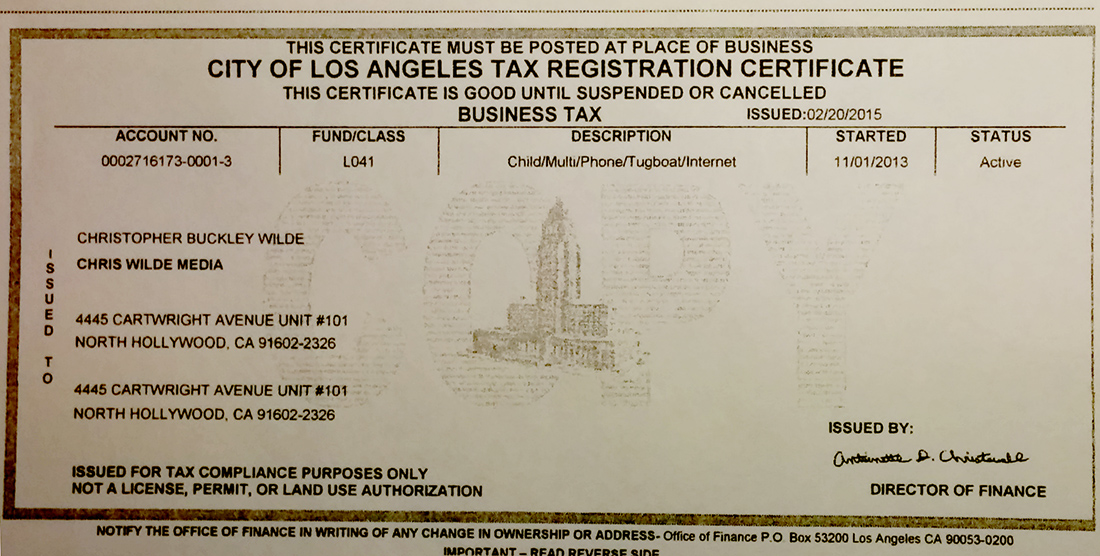 THIS CERTIFICATE MUST BE POSTED AT PLACE OF BUSINESS
CITY OF LOS ANGELES TAX REGISTRATION CERTIFICATE
THIS CERTIFICATE IS GOOD UNTIL SUSPENDED OR CANCELLED
BUSINESS TAX ISSUED:02/20/2015
ACCOUNT NO. FUND/CLASS DESCRIPTION STARTED STATUS
0002716173-0001-3 L041 Child/Multi/Phone/Tugboat/Internet 11/01/2013 Active
COPY
ISSUED TO
CHRISTOPHER BUCKLEY WILDE
CHRIS WILDE MEDIA
4445 CARTWRIGHT AVENUE UNIT #101
NORTH HOLLYWOOD, CA 91602-2326
4445 CARTWRIGHT AVENUE UNIT #101
NORTH HOLLYWOOD, CA 91602-2326
ISSUED BY:
Antoinette D. Christovale
DIRECTOR OF FINANCE
ISSUED FOR TAX COMPLIANCE PURPOSES ONLY
NOT A LICENSE, PERMIT, OR LAND USE AUTHORIZATION
NOTIFY THE OFFICE OF FINANCE IN WRITING OF ANY CHANGE IN OWNERSHIP OR ADDRESS- Office of Finance P.O. Box 53200 Los Angeles CA 90053-0200
IMPORTANT – READ REVERSE SIDE